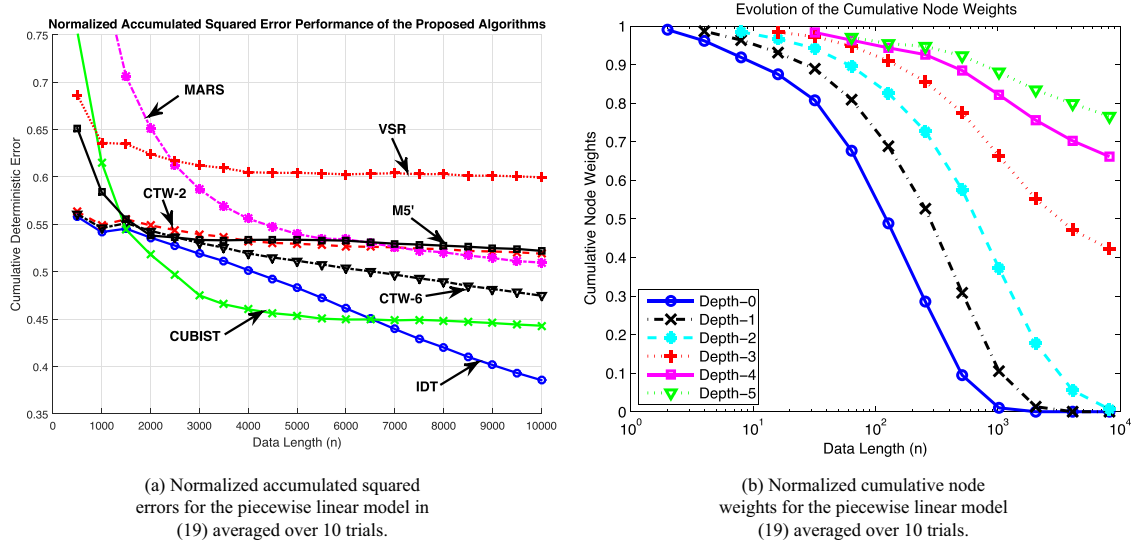 Normalized Accumulated Squared Error Performance of the Proposed Algorithms
Cumulative Deterministic Error
0.75
0.7
0.65
0.6
0.55
0.5
0.45
0.4
0.35
MARS
VSR
CTW-2
M5'
CTW-6
CUBIST
IDT
0 1000 2000 3000 4000 5000 6000 7000 8000 9000 10000
Data Length (n)
(a) Normalized accumulated squared
errors for the piecewise linear model in
(19) averaged over 10 trials.
Evolution of the Cumulative Node Weights
Cumulative Node Weights
1
0.9
0.8
0.7
0.6
0.5
0.4
0.3
0.2
0.1
0
Depth−0
Depth−1
Depth−2
Depth−3
Depth−4
Depth−5
10^0 10^1 10^2 10^3 10^4
Data Length (n)
(b) Normalized cumulative node
weights for the piecewise linear model
(19) averaged over 10 trials.